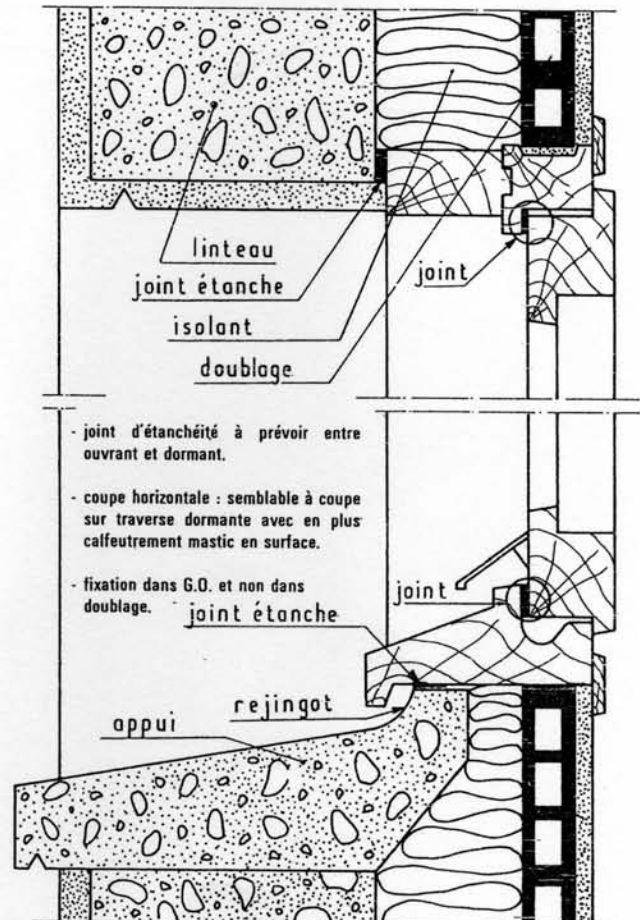 linteau
joint étanche
joint
isolant
doublage
- joint d'étanchéité à prévoir entre
ouvrant et dormant.
- coupe horizontale : semblable à coupe
sur traverse dormante avec en plus
calfeutrement mastic en surface.
- fixation dans G.O. et non dans
doublage.
joint
joint étanche
rejingot
appui